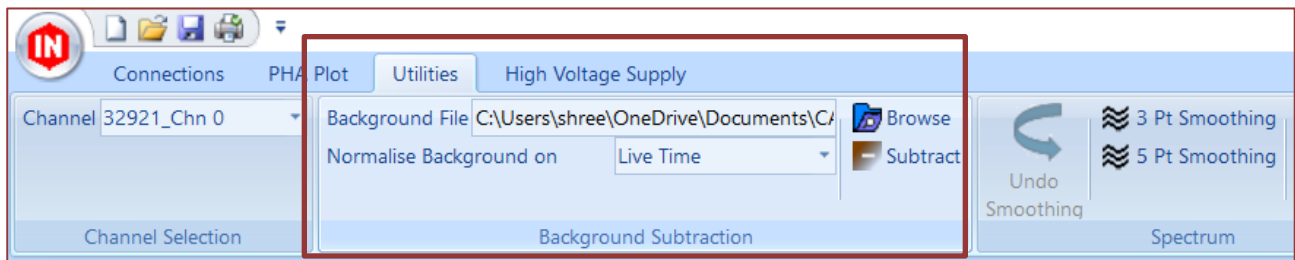 IN
Connections PHA Plot Utilities High Voltage Supply
Channel 32921_Chn 0 Background File C:\Users\shree\OneDrive\Documents\CA Browse 3 Pt Smoothing
Normalise Background on Live Time Subtract 5 Pt Smoothing
Undo
Smoothing
Channel Selection Background Subtraction Spectrum